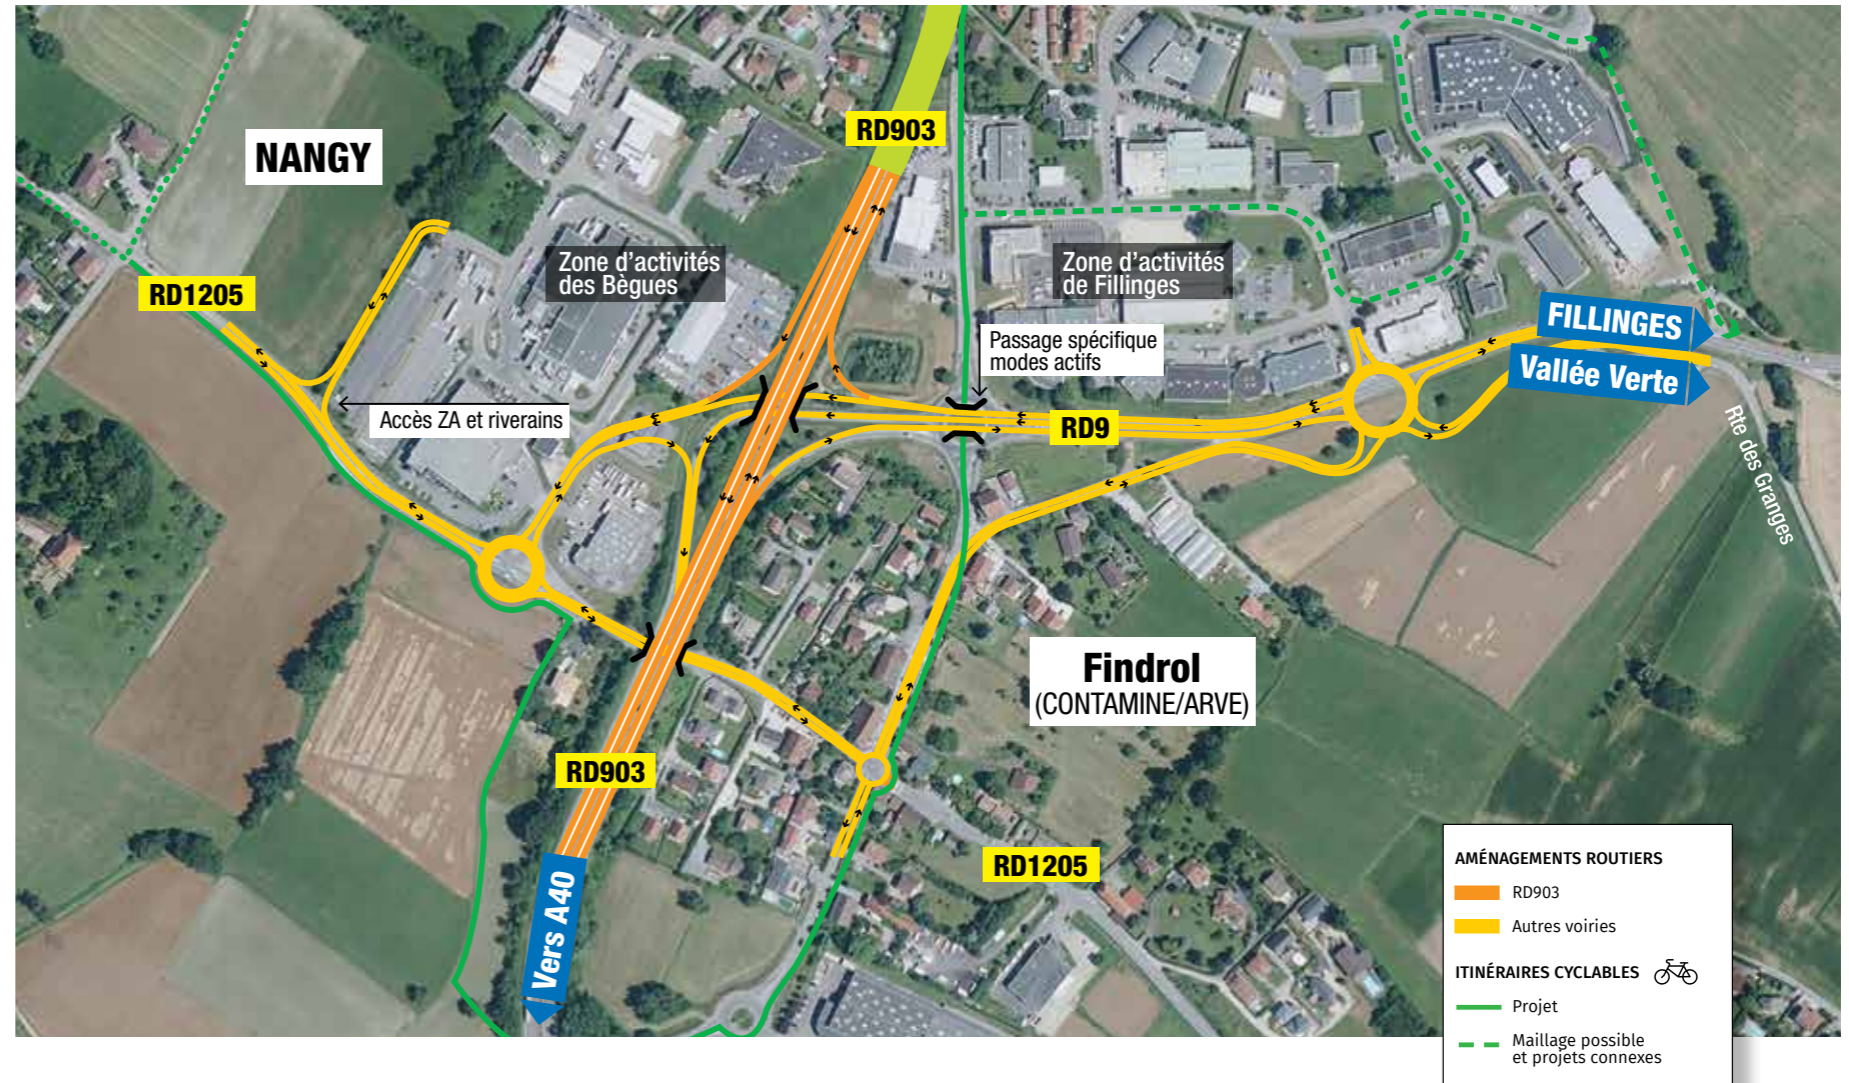 RD903
NANGY
Zone d'activités
des Bègues
Zone d'activités
de Fillinges
RD1205
FILLINGES
Passage spécifique
modes actifs
Vallée Verte
Accès ZA et riverains
RD9
Rte des Granges
Findrol
(CONTAMINE/ARVE)
RD903
RD1205
Vers A40
AMÉNAGEMENTS ROUTIERS
RD903
Autres voiries
ITINÉRAIRES CYCLABLES
Projet
Maillage possible
et projets connexes